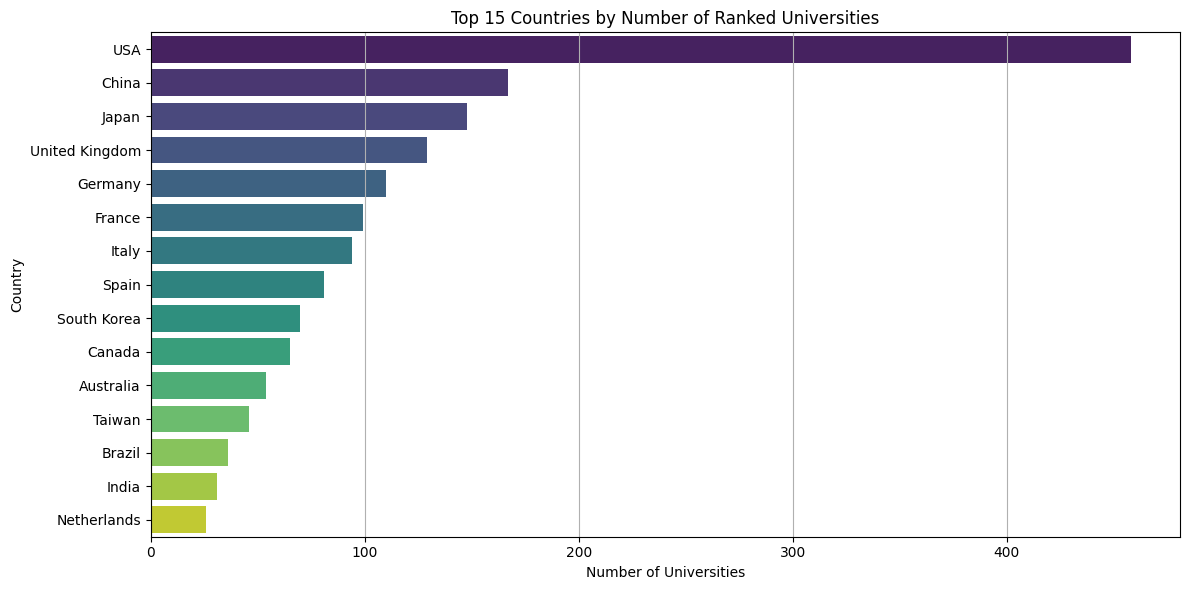 Top 15 Countries by Number of Ranked Universities
Country
USA
China
Japan
United Kingdom
Germany
France
Italy
Spain
South Korea
Canada
Australia
Taiwan
Brazil
India
Netherlands
0 100 200 300 400
Number of Universities